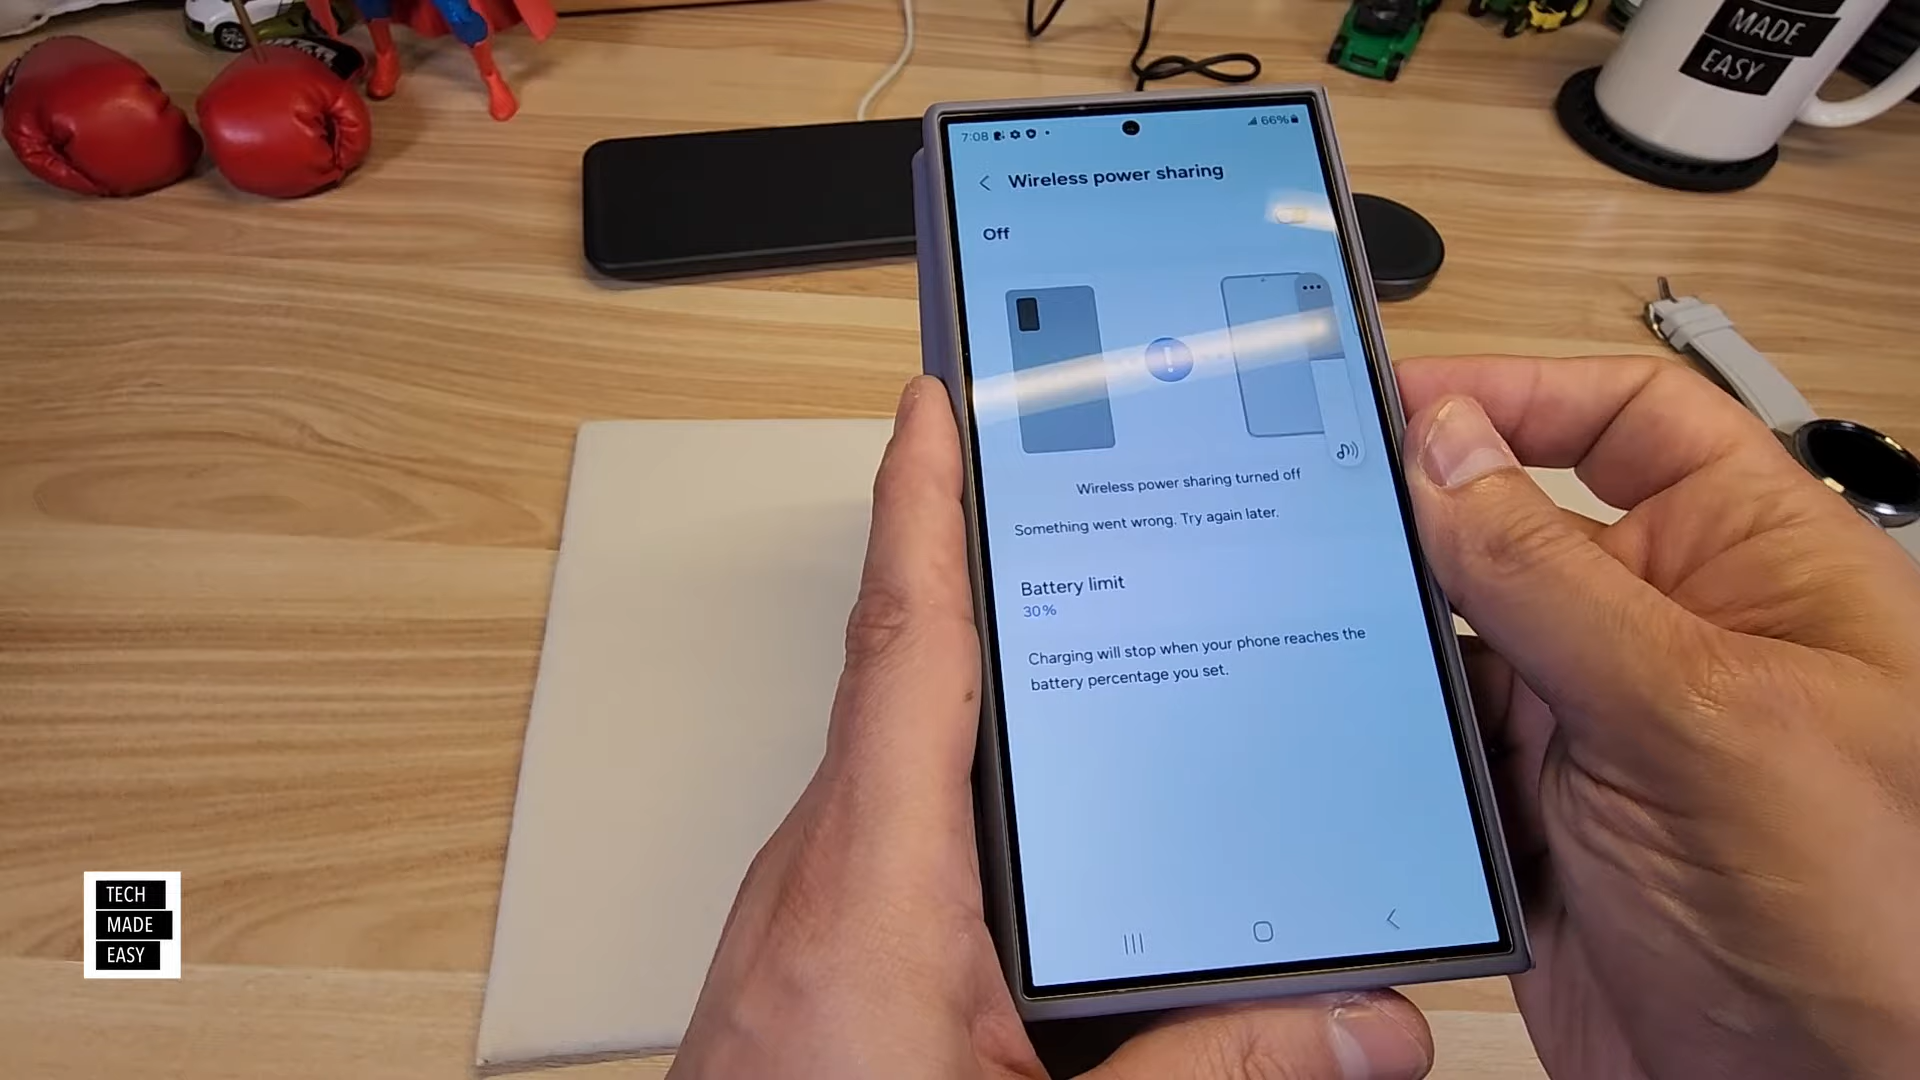 MADE
EASY
7:08
66%
Wireless power sharing
Off
Wireless power sharing turned off
Something went wrong. Try again later.
Battery limit
30%
Charging will stop when your phone reaches the
battery percentage you set.
TECH
MADE
EASY